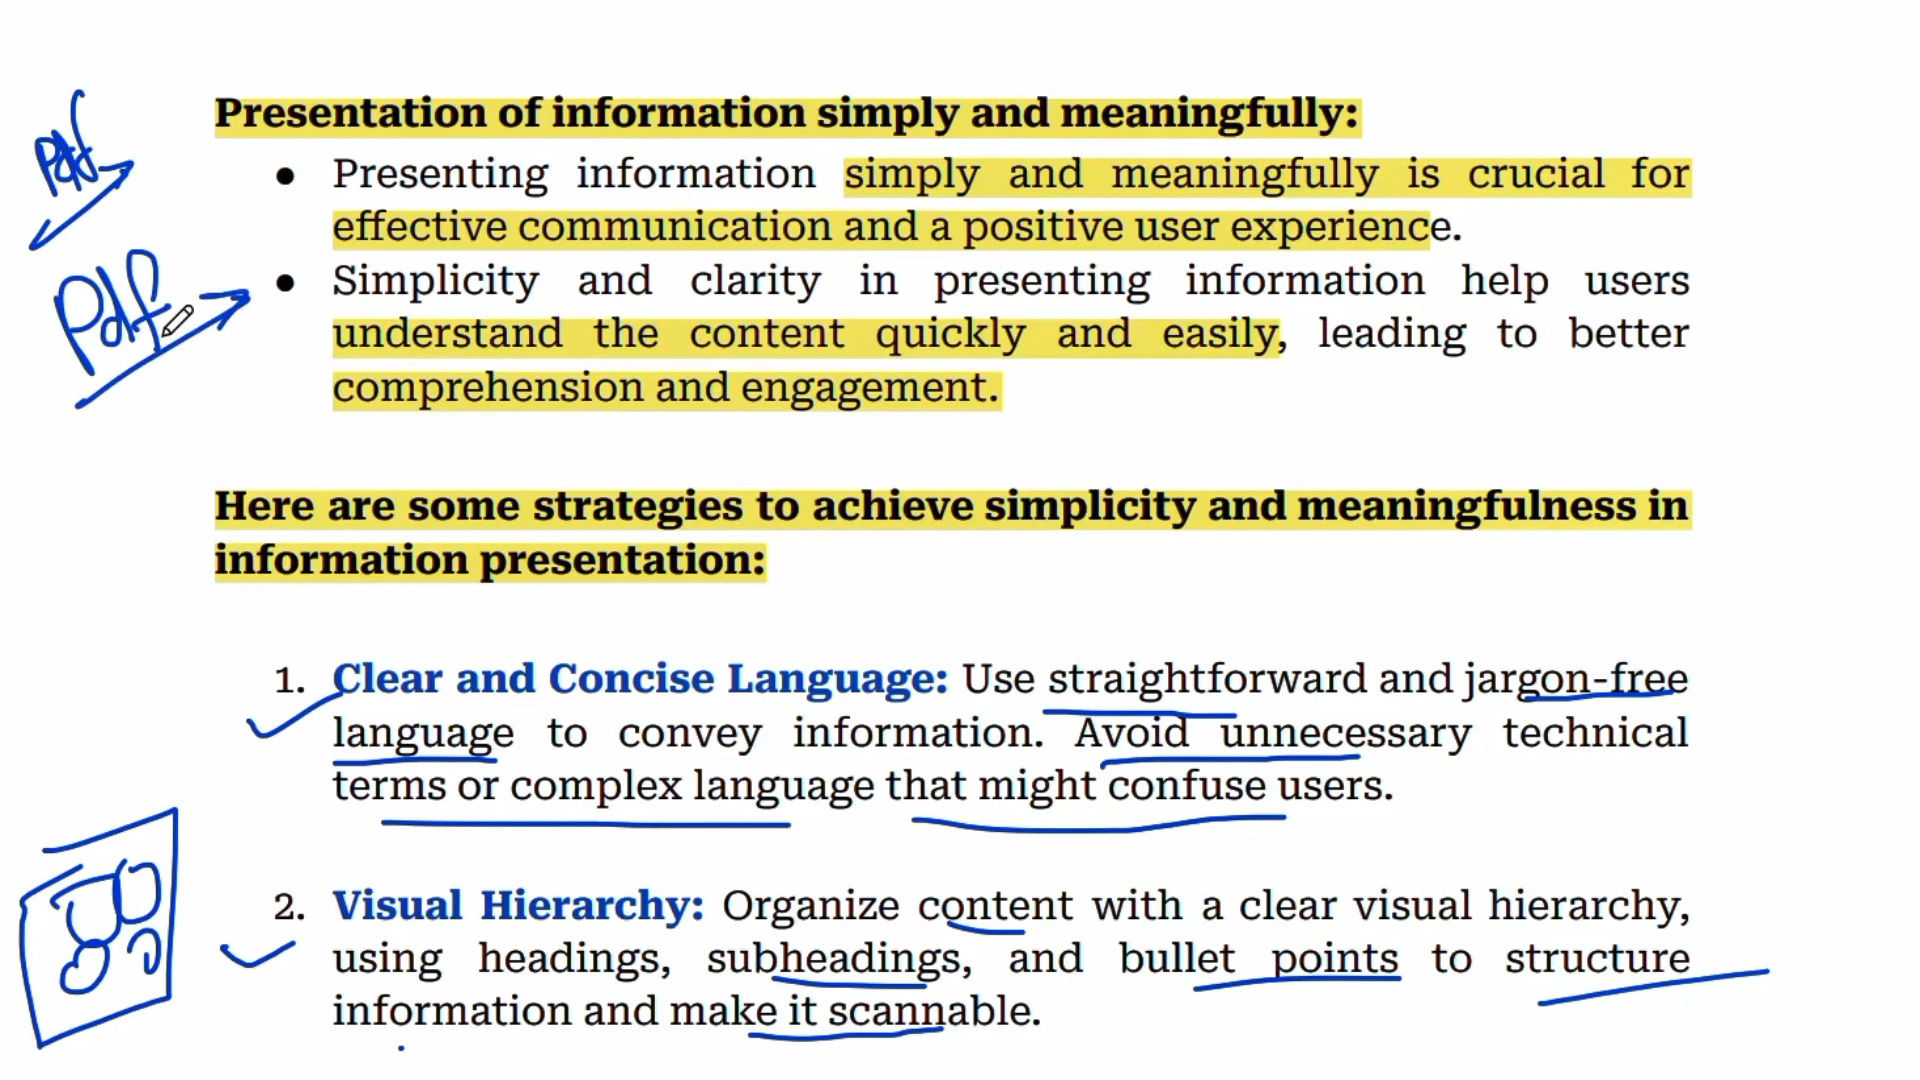 Presentation of information simply and meaningfully:
Pdf
● Presenting information simply and meaningfully is crucial for
effective communication and a positive user experience.
Pdf
● Simplicity and clarity in presenting information help users
understand the content quickly and easily, leading to better
comprehension and engagement.
Here are some strategies to achieve simplicity and meaningfulness in
information presentation:
1. Clear and Concise Language: Use straightforward and jargon-free
language to convey information. Avoid unnecessary technical
terms or complex language that might confuse users.
2. Visual Hierarchy: Organize content with a clear visual hierarchy,
using headings, subheadings, and bullet points to structure
information and make it scannable.